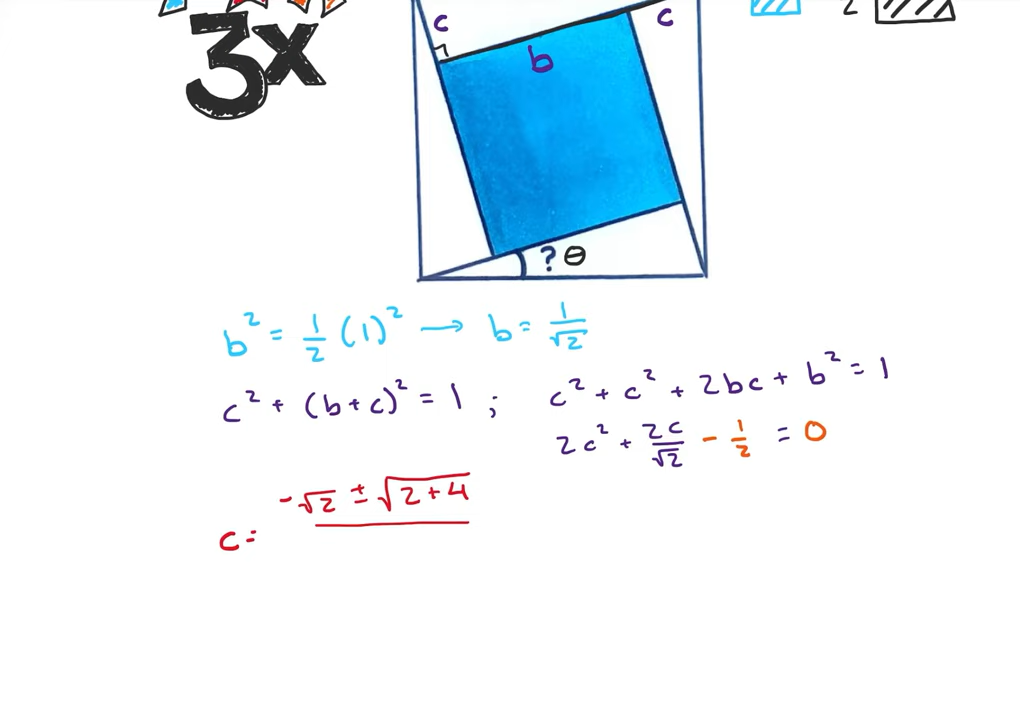 3x
c
c
b
2
? θ
b² = 1/2 (1)² → b = 1/√2
c² + (b+c)² = 1 ; c² + c² + 2bc + b² = 1
2c² + 2c/√2 - 1/2 = 0
c = -√2 ± √2+4